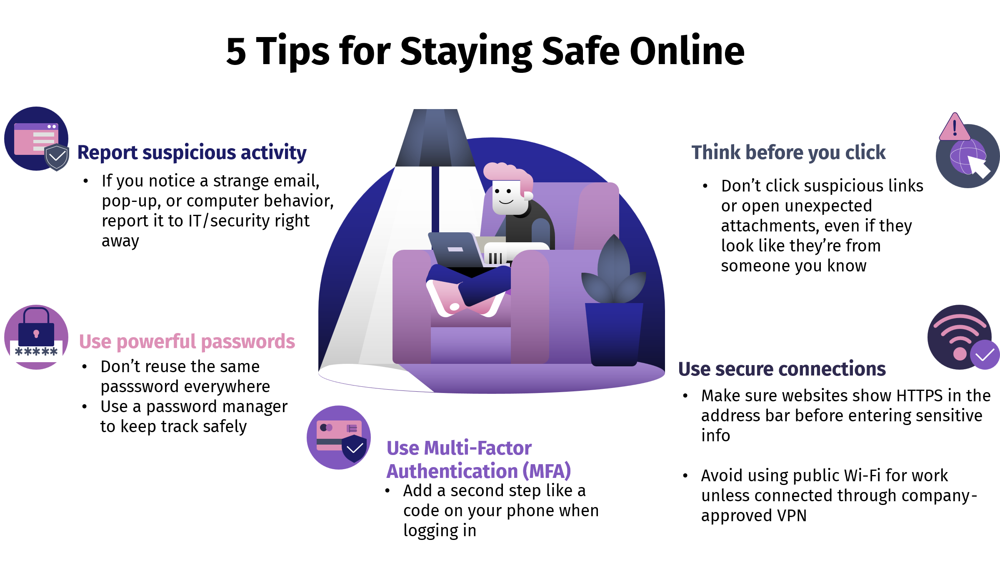 5 Tips for Staying Safe Online
Report suspicious activity
• If you notice a strange email,
pop-up, or computer behavior,
report it to IT/security right
away
Use powerful passwords
*****
• Don’t reuse the same
passsword everywhere
• Use a password manager
to keep track safely
Use Multi-Factor
Authentication (MFA)
• Add a second step like a
code on your phone when
logging in
Think before you click
• Don’t click suspicious links
or open unexpected
attachments, even if they
look like they’re from
someone you know
Use secure connections
• Make sure websites show HTTPS in the
address bar before entering sensitive
info
• Avoid using public Wi-Fi for work
unless connected through company-
approved VPN